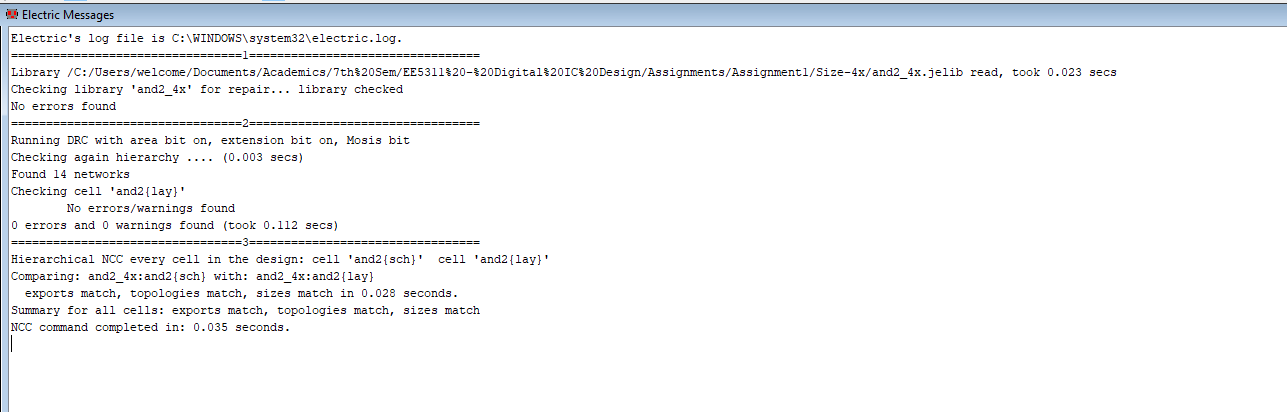 Electric Messages
Electric's log file is C:\WINDOWS\system32\electric.log.
=================================1=================================
Library /C:/Users/welcome/Documents/Academics/7th%20Sem/EE5311%20-%20Digital%20IC%20Design/Assignments/Assignment1/Size-4x/and2_4x.jelib read, took 0.023 secs
Checking library 'and2_4x' for repair... library checked
No errors found
=================================2=================================
Running DRC with area bit on, extension bit on, Mosis bit
Checking again hierarchy .... (0.003 secs)
Found 14 networks
Checking cell 'and2{lay}'
        No errors/warnings found
0 errors and 0 warnings found (took 0.112 secs)
=================================3=================================
Hierarchical NCC every cell in the design: cell 'and2{sch}'  cell 'and2{lay}'
Comparing: and2_4x:and2{sch} with: and2_4x:and2{lay}
  exports match, topologies match, sizes match in 0.028 seconds.
Summary for all cells: exports match, topologies match, sizes match
NCC command completed in: 0.035 seconds.